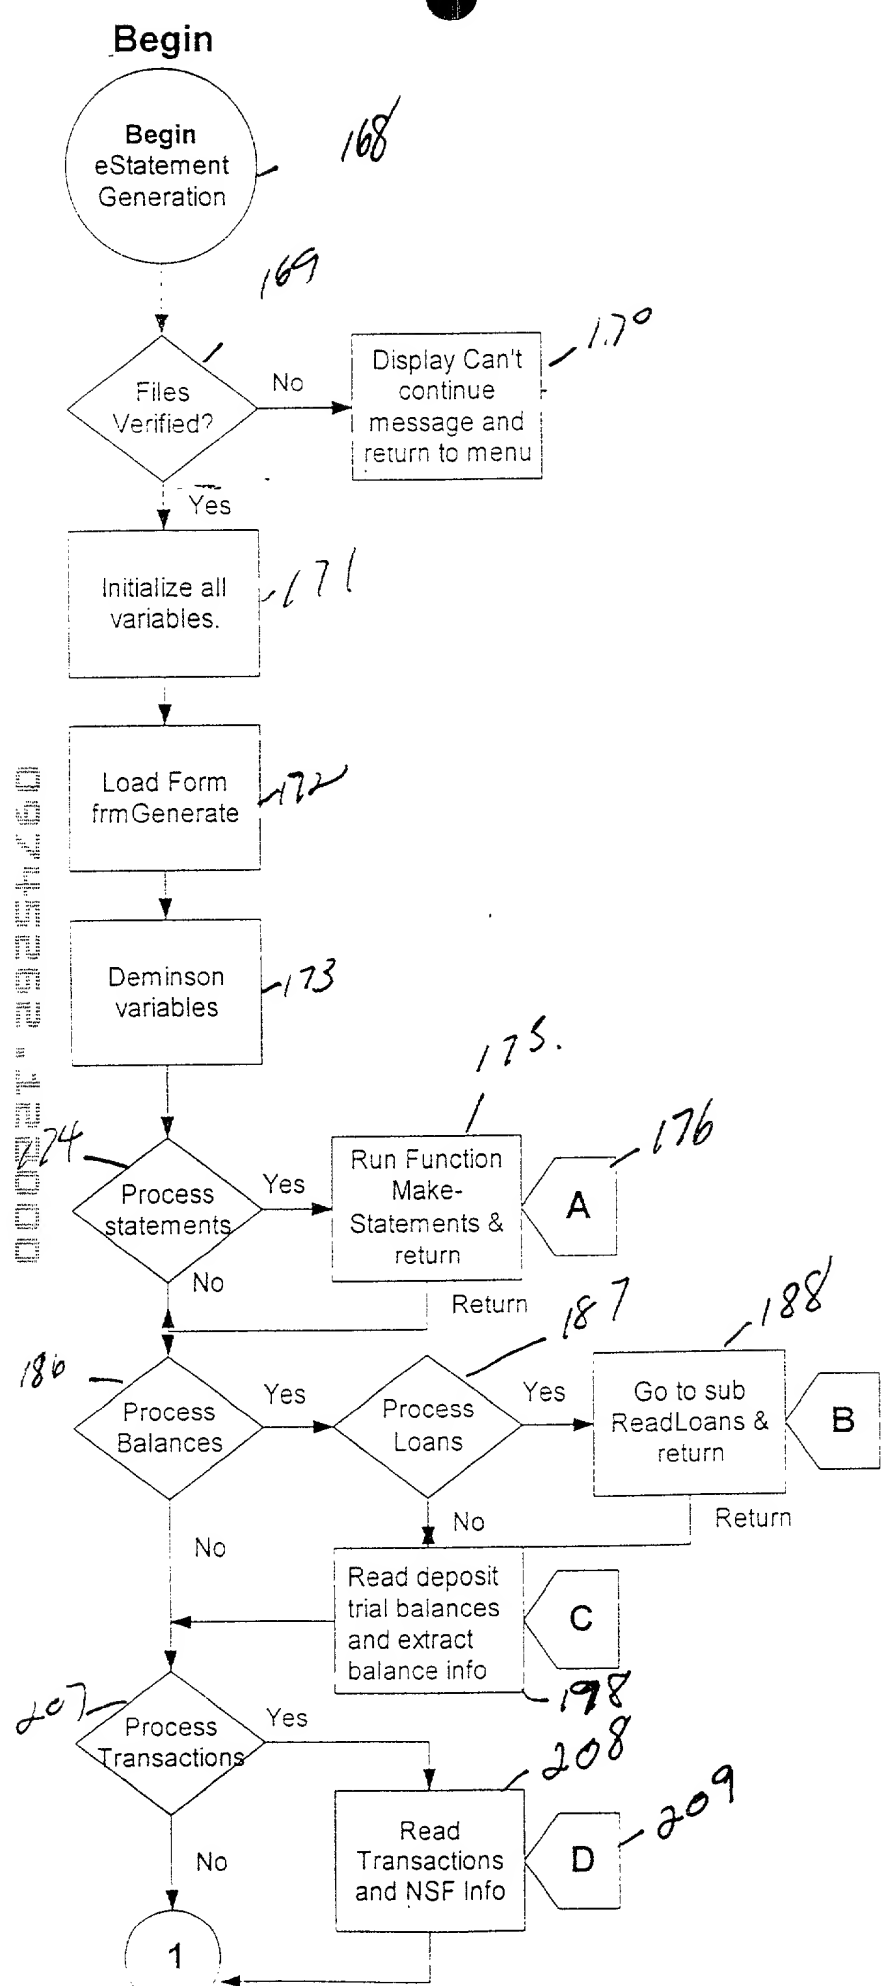 Begin
Begin
eStatement
Generation
168
169
Files
Verified?
No
Display Can't
continue
message and
return to menu
170
Yes
Initialize all
variables.
171
Load Form
frmGenerate
172
Deminson
variables
173
174
Process
statements
Yes
Run Function
Make-
Statements &
return
175.
A
176
No
Return
186
Process
Balances
Yes
Process
Loans
187
Yes
Go to sub
ReadLoans &
return
188
B
No
No
Return
Read deposit
trial balances
and extract
balance info
C
198
207
Process
Transactions
Yes
Read
Transactions
and NSF Info
208
D
209
No
1